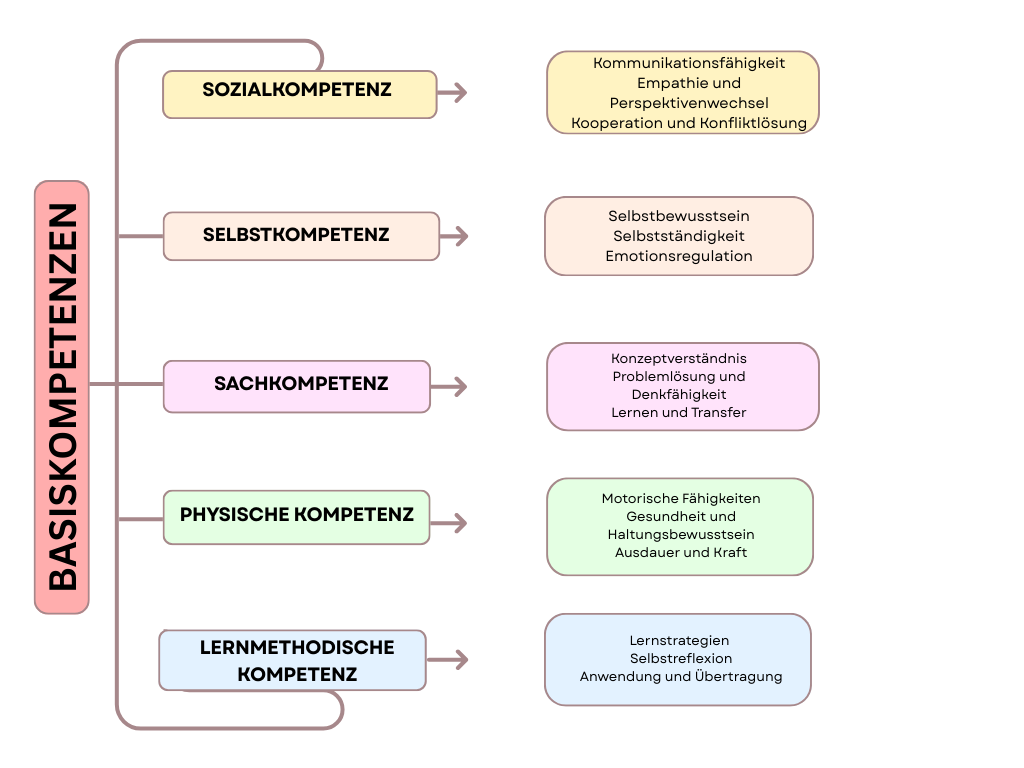 BASISKOMPETENZEN
SOZIALKOMPETENZ
Kommunikationsfähigkeit
Empathie und
Perspektivenwechsel
Kooperation und Konfliktlösung
SELBSTKOMPETENZ
Selbstbewusstsein
Selbstständigkeit
Emotionsregulation
SACHKOMPETENZ
Konzeptverständnis
Problemlösung und
Denkfähigkeit
Lernen und Transfer
PHYSISCHE KOMPETENZ
Motorische Fähigkeiten
Gesundheit und
Haltungsbewusstsein
Ausdauer und Kraft
LERNMETHODISCHE
KOMPETENZ
Lernstrategien
Selbstreflexion
Anwendung und Übertragung